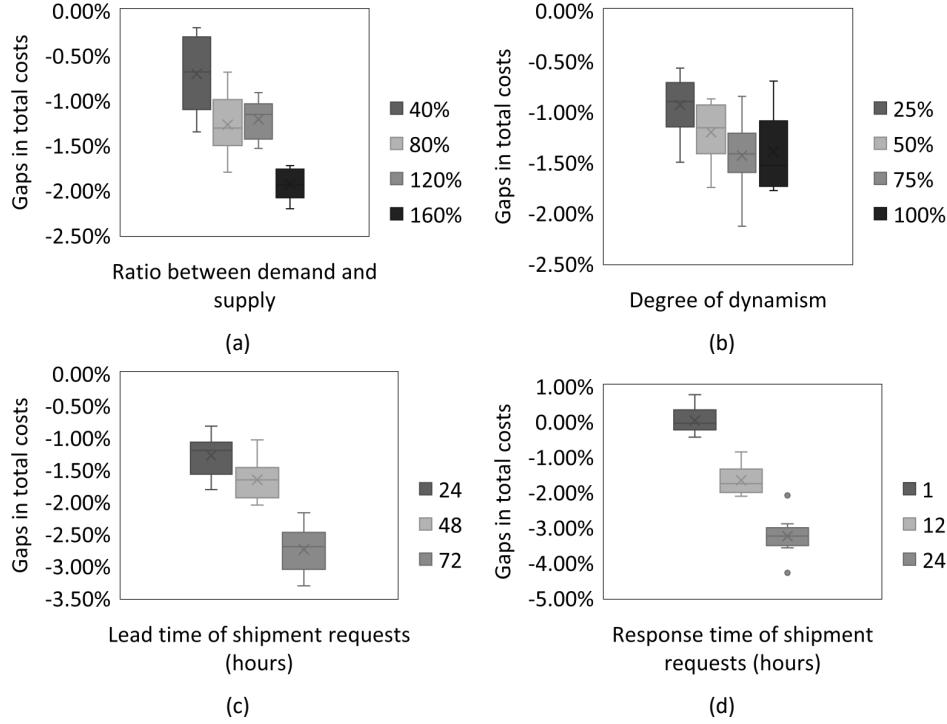 0.00%
-0.50%
-1.00%
-1.50%
-2.00%
-2.50%
Gaps in total costs
40%
80%
120%
160%
Ratio between demand and
supply
(a)
0.00%
-0.50%
-1.00%
-1.50%
-2.00%
-2.50%
Gaps in total costs
25%
50%
75%
100%
Degree of dynamism
(b)
0.00%
-0.50%
-1.00%
-1.50%
-2.00%
-2.50%
-3.00%
-3.50%
Gaps in total costs
24
48
72
Lead time of shipment requests
(hours)
(c)
1.00%
0.00%
-1.00%
-2.00%
-3.00%
-4.00%
-5.00%
Gaps in total costs
1
12
24
Response time of shipment
requests (hours)
(d)